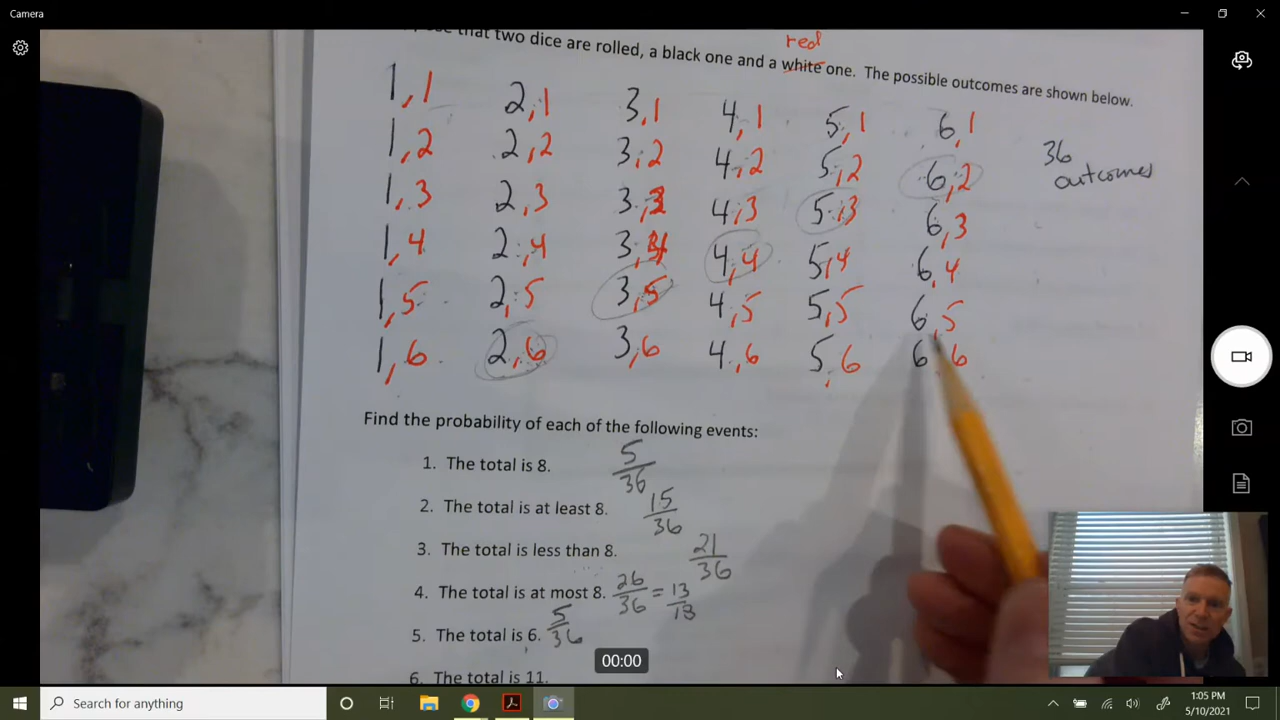 Camera
that two dice are rolled, a black one and a white one. The possible outcomes are shown below.
red
1,1 2,1 3,1 4,1 5,1 6,1
1,2 2,2 3,2 4,2 5,2 6,2
1,3 2,3 3,3 4,3 5,3 6,3
1,4 2,4 3,4 4,4 5,4 6,4
1,5 2,5 3,5 4,5 5,5 6,5
1,6 2,6 3,6 4,6 5,6 6,6
36
outcomes
Find the probability of each of the following events:
1. The total is 8. 5/36
2. The total is at least 8. 15/36
3. The total is less than 8. 21/36
4. The total is at most 8. 26/36 = 13/18
5. The total is 6. 5/36
6. The total is 11.
00:00
Search for anything
1:05 PM
5/10/2021